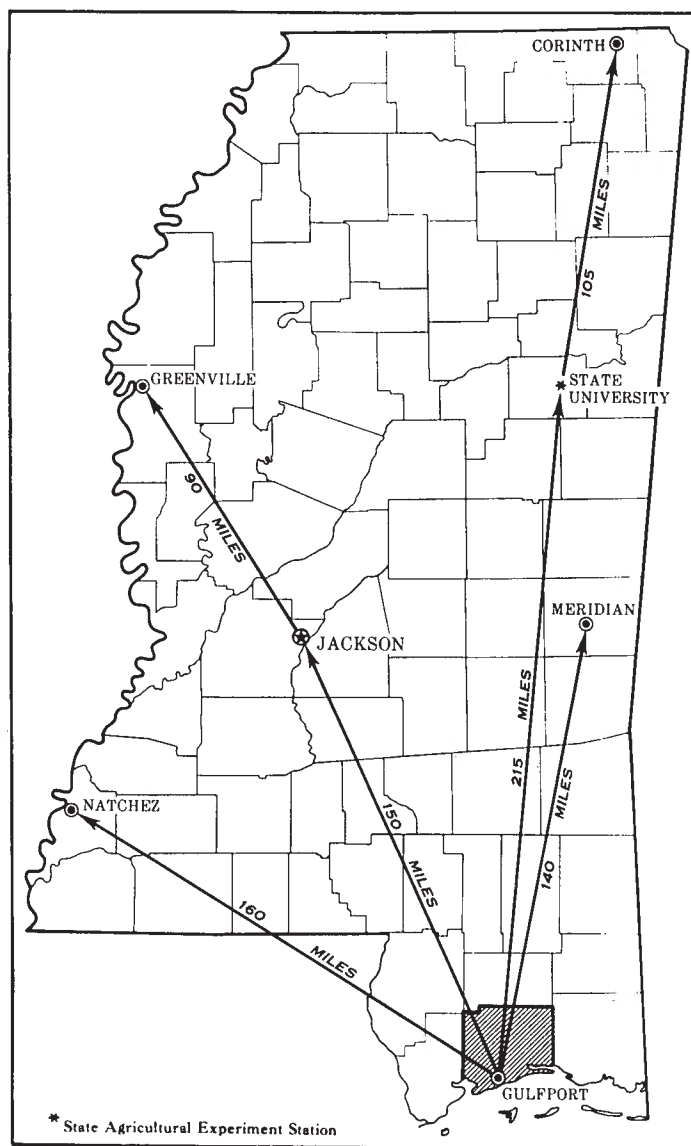 CORINTH
105 MILES
GREENVILLE
* STATE
UNIVERSITY
90 MILES
MERIDIAN
JACKSON
215 MILES
NATCHEZ
150 MILES
140 MILES
160 MILES
GULFPORT
* State Agricultural Experiment Station